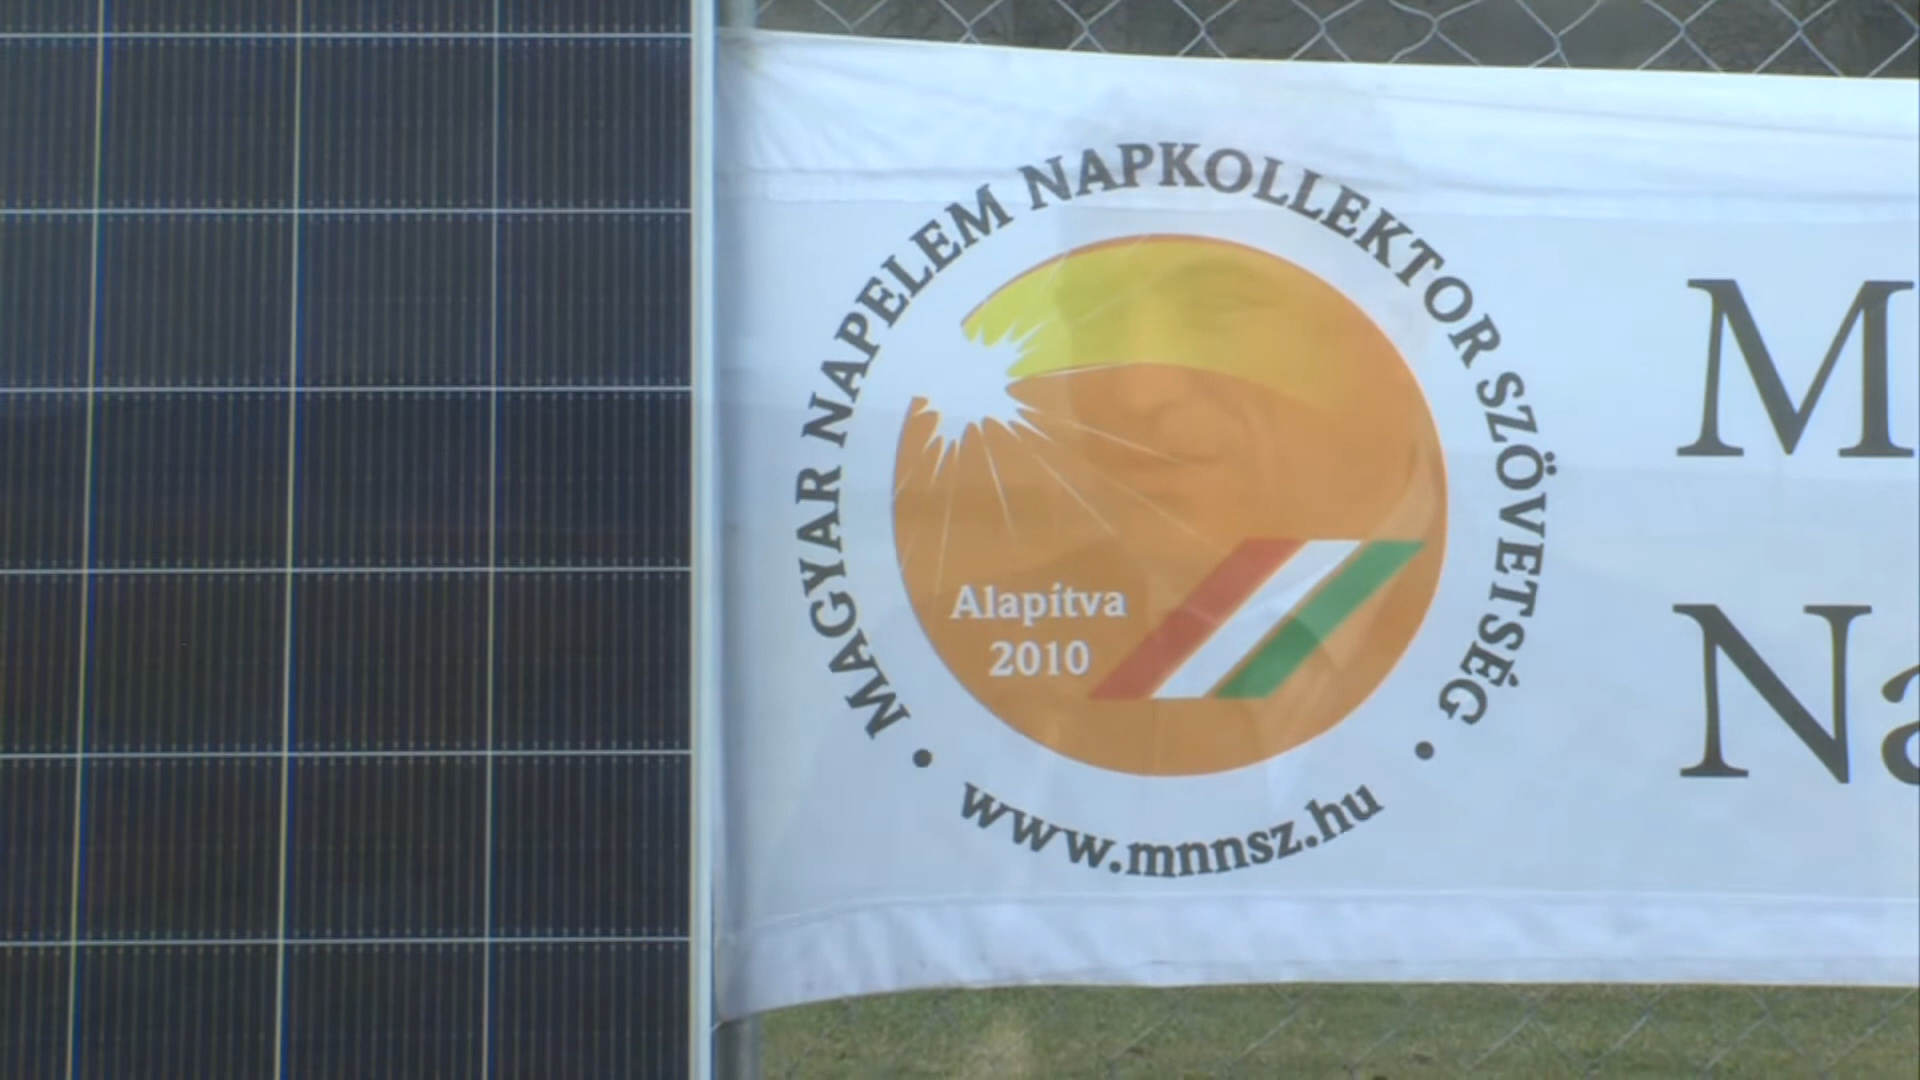 MAGYAR NAPELEM NAPKOLLEKTOR SZÖVETSÉG
Alapítva
2010
• www.mnnsz.hu •
M
Na